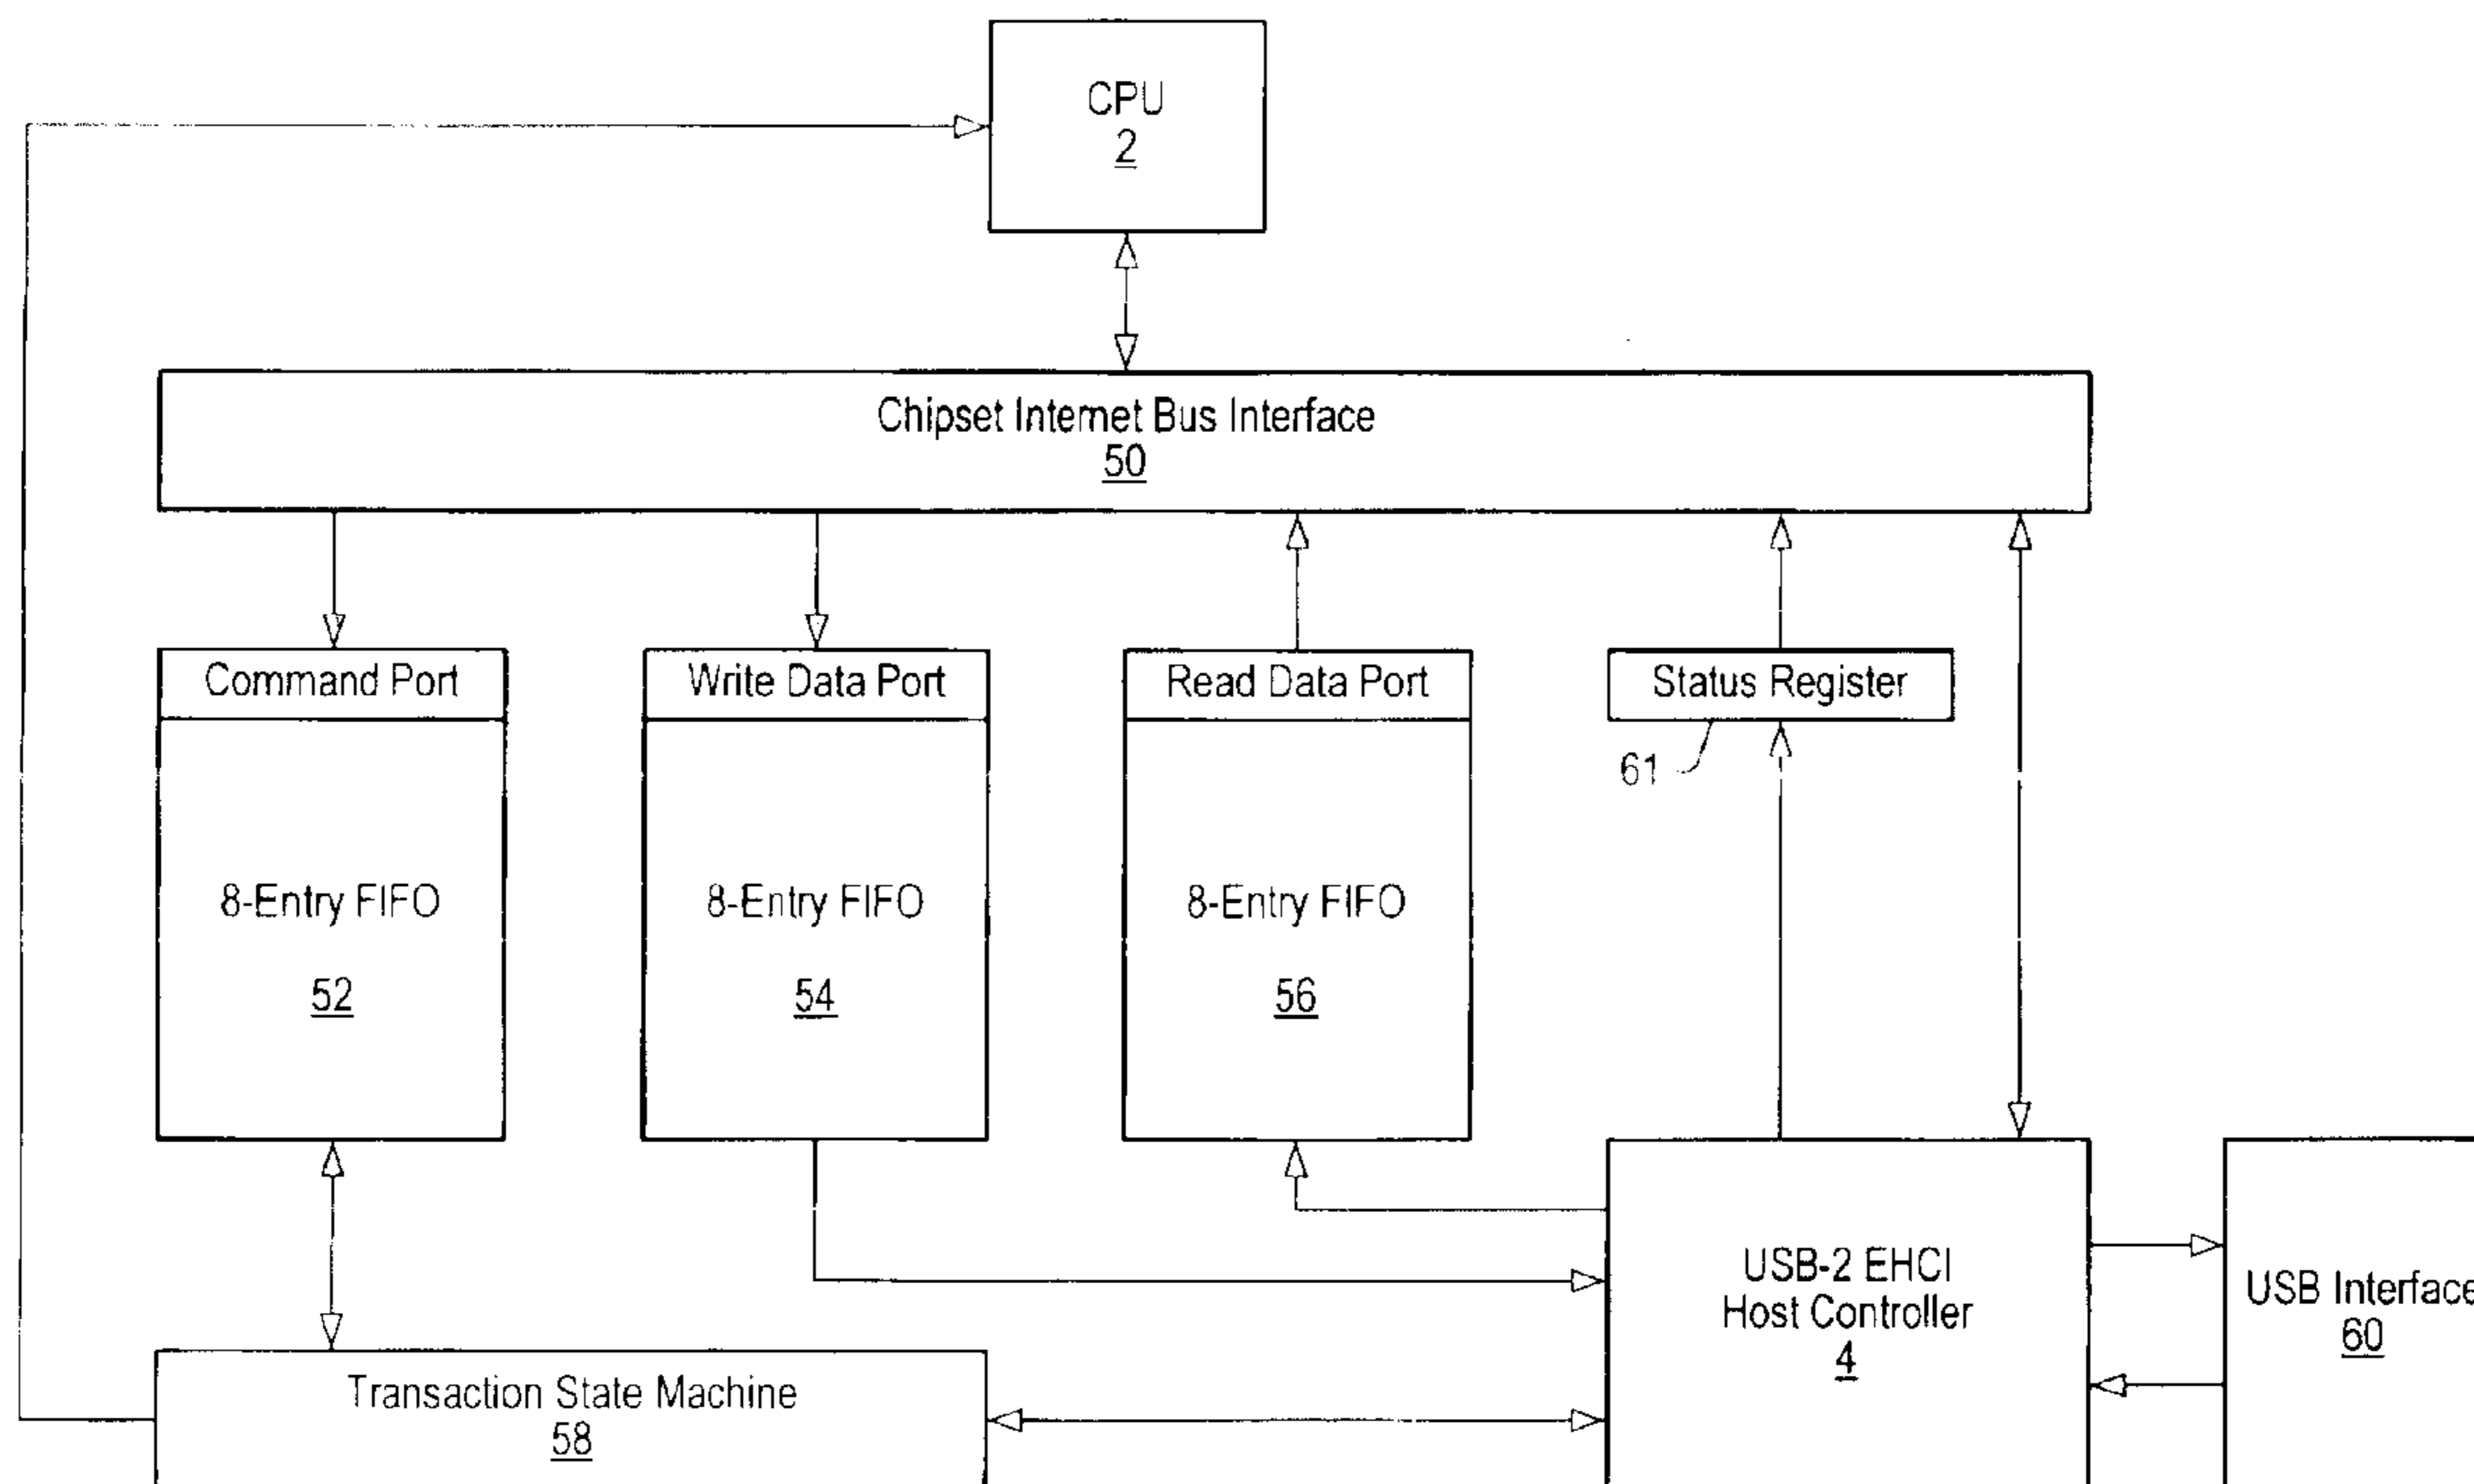 CPU
2
Chipset Internet Bus Interface
50
Command Port
Write Data Port
Read Data Port
Status Register
61
8-Entry FIFO
52
8-Entry FIFO
54
8-Entry FIFO
56
USB-2 EHCI
Host Controller
4
USB Interface
60
Transaction State Machine
58